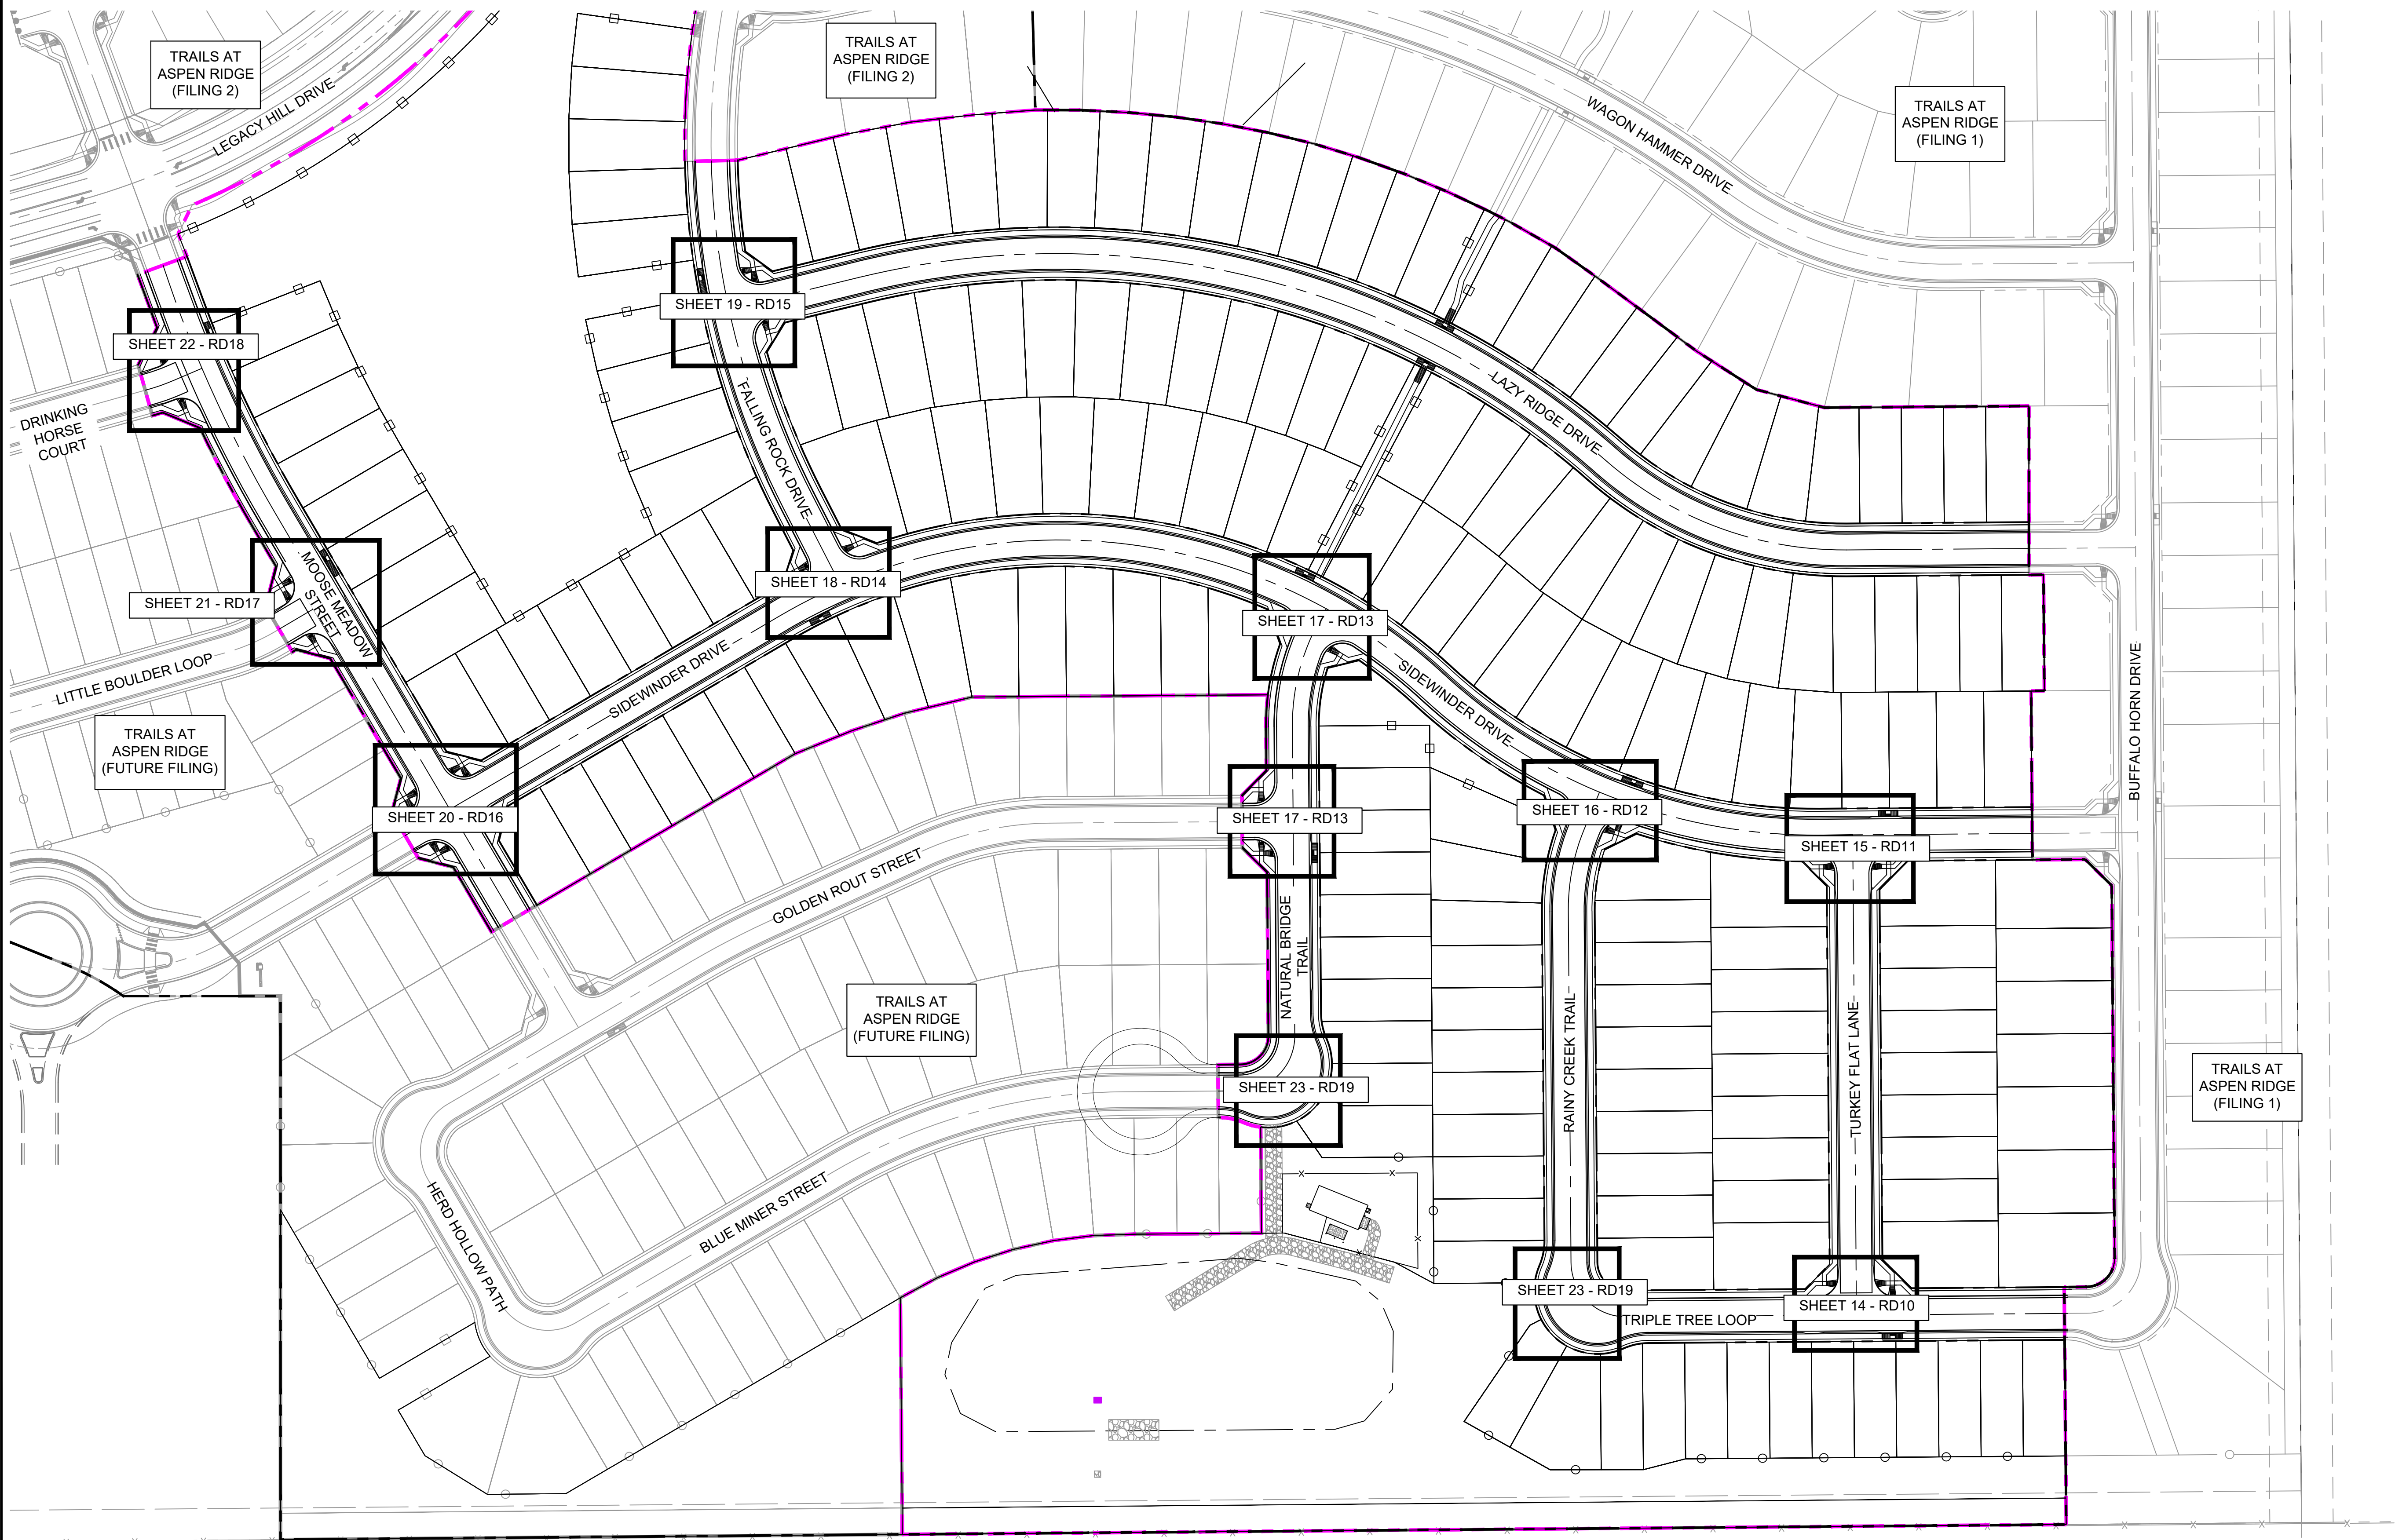 TRAILS AT
ASPEN RIDGE
(FILING 2)
LEGACY HILL DRIVE
TRAILS AT
ASPEN RIDGE
(FILING 2)
WAGON HAMMER DRIVE
TRAILS AT
ASPEN RIDGE
(FILING 1)
SHEET 19 - RD15
SHEET 22 - RD18
DRINKING
HORSE
COURT
FALLING ROCK DRIVE
LAZY RIDGE DRIVE
MOOSE MEADOW
STREET
SHEET 18 - RD14
SHEET 21 - RD17
SHEET 17 - RD13
LITTLE BOULDER LOOP
SIDEWINDER DRIVE
SIDEWINDER DRIVE
BUFFALO HORN DRIVE
TRAILS AT
ASPEN RIDGE
(FUTURE FILING)
SHEET 20 - RD16
SHEET 17 - RD13
SHEET 16 - RD12
SHEET 15 - RD11
GOLDEN ROUT STREET
NATURAL BRIDGE
TRAIL
TRAILS AT
ASPEN RIDGE
(FUTURE FILING)
RAINY CREEK TRAIL
TURKEY FLAT LANE
SHEET 23 - RD19
TRAILS AT
ASPEN RIDGE
(FILING 1)
HERD HOLLOW PATH
BLUE MINER STREET
SHEET 23 - RD19
SHEET 14 - RD10
TRIPLE TREE LOOP